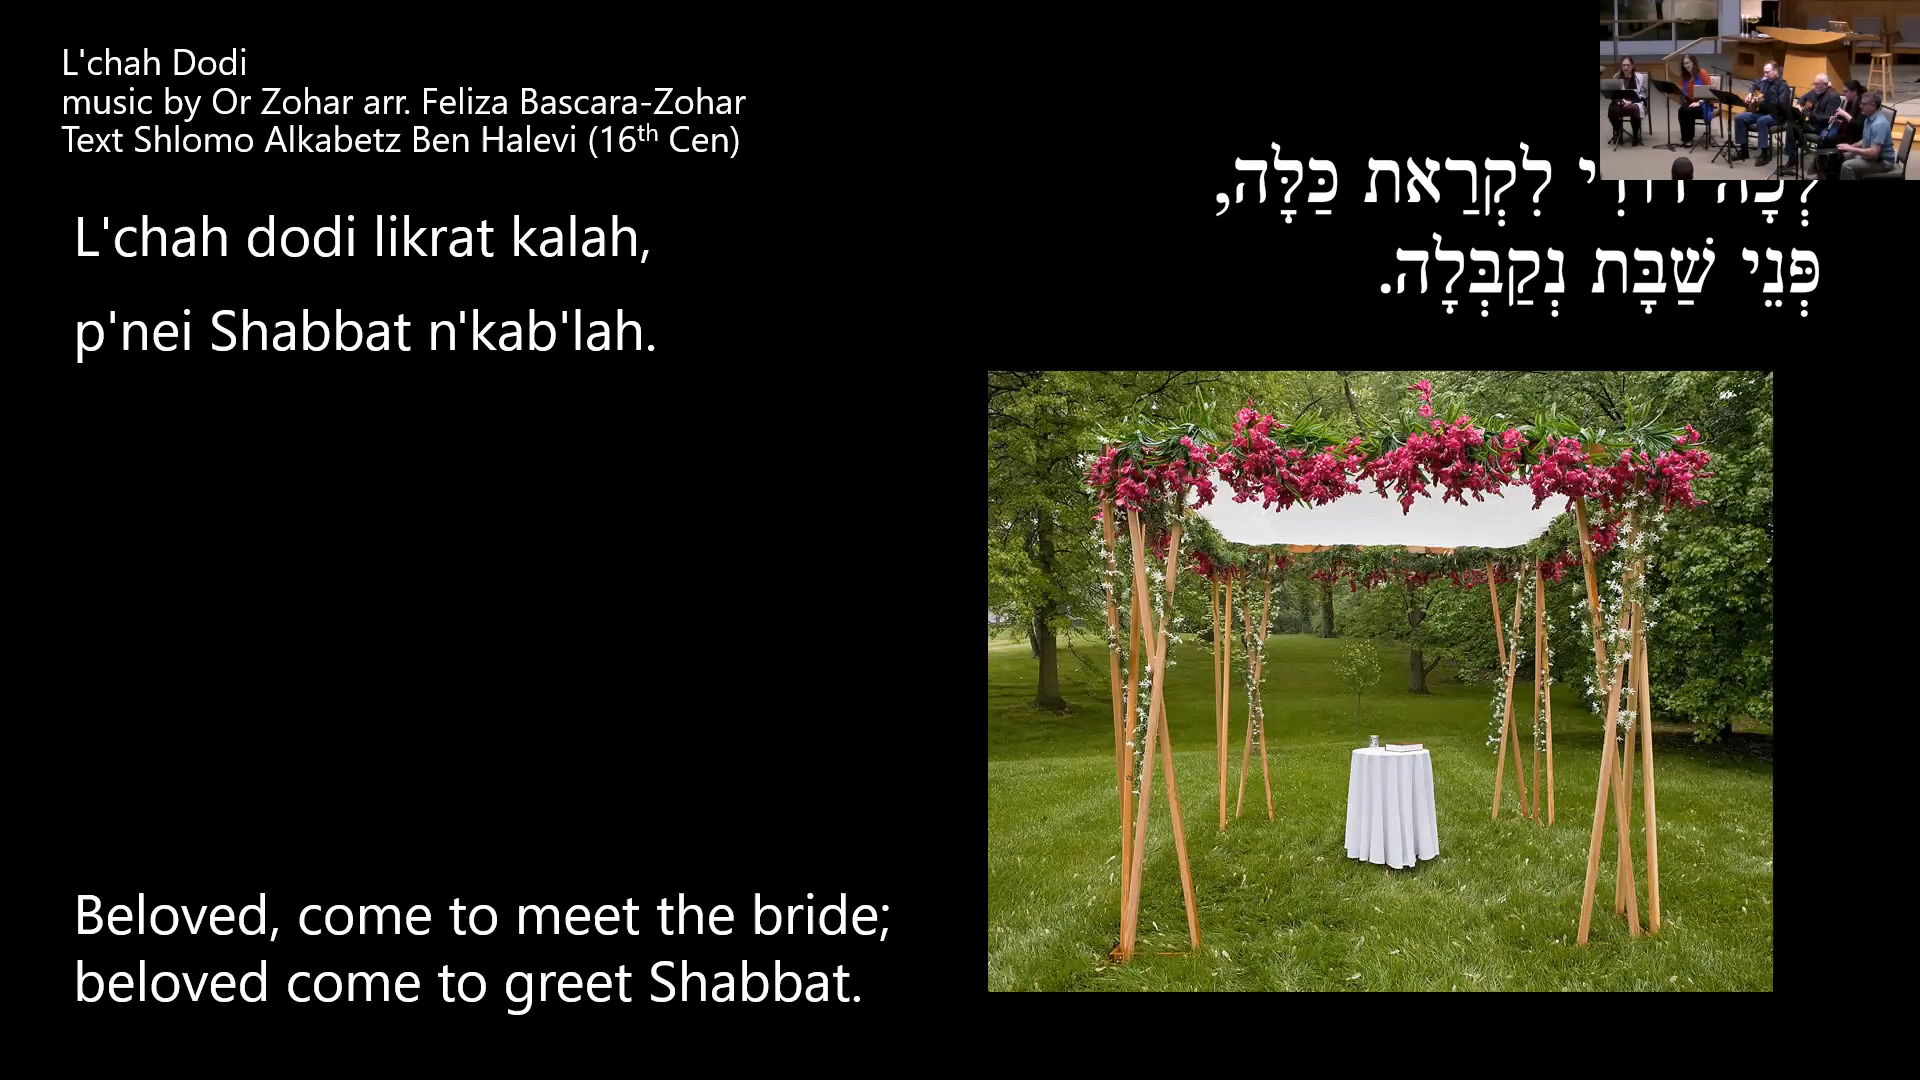 L'chah Dodi
music by Or Zohar arr. Feliza Bascara-Zohar
Text Shlomo Alkabetz Ben Halevi (16th Cen)
לִקְרַאת כַּלָּה,
פְּנֵי שַׁבָּת נְקַבְּלָה.
L'chah dodi likrat kalah,
p'nei Shabbat n'kab'lah.
Beloved, come to meet the bride;
beloved come to greet Shabbat.